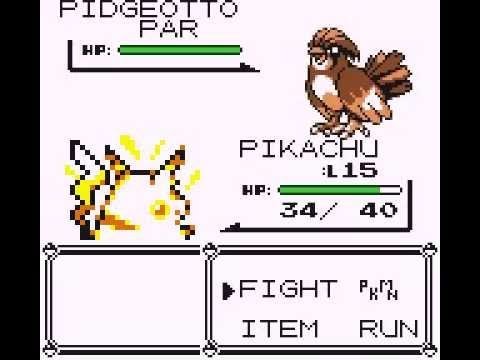 PIDGEOTTO
PAR
HP:
PIKACHU
:L15
HP:
34/ 40
FIGHT PKMN
ITEM RUN